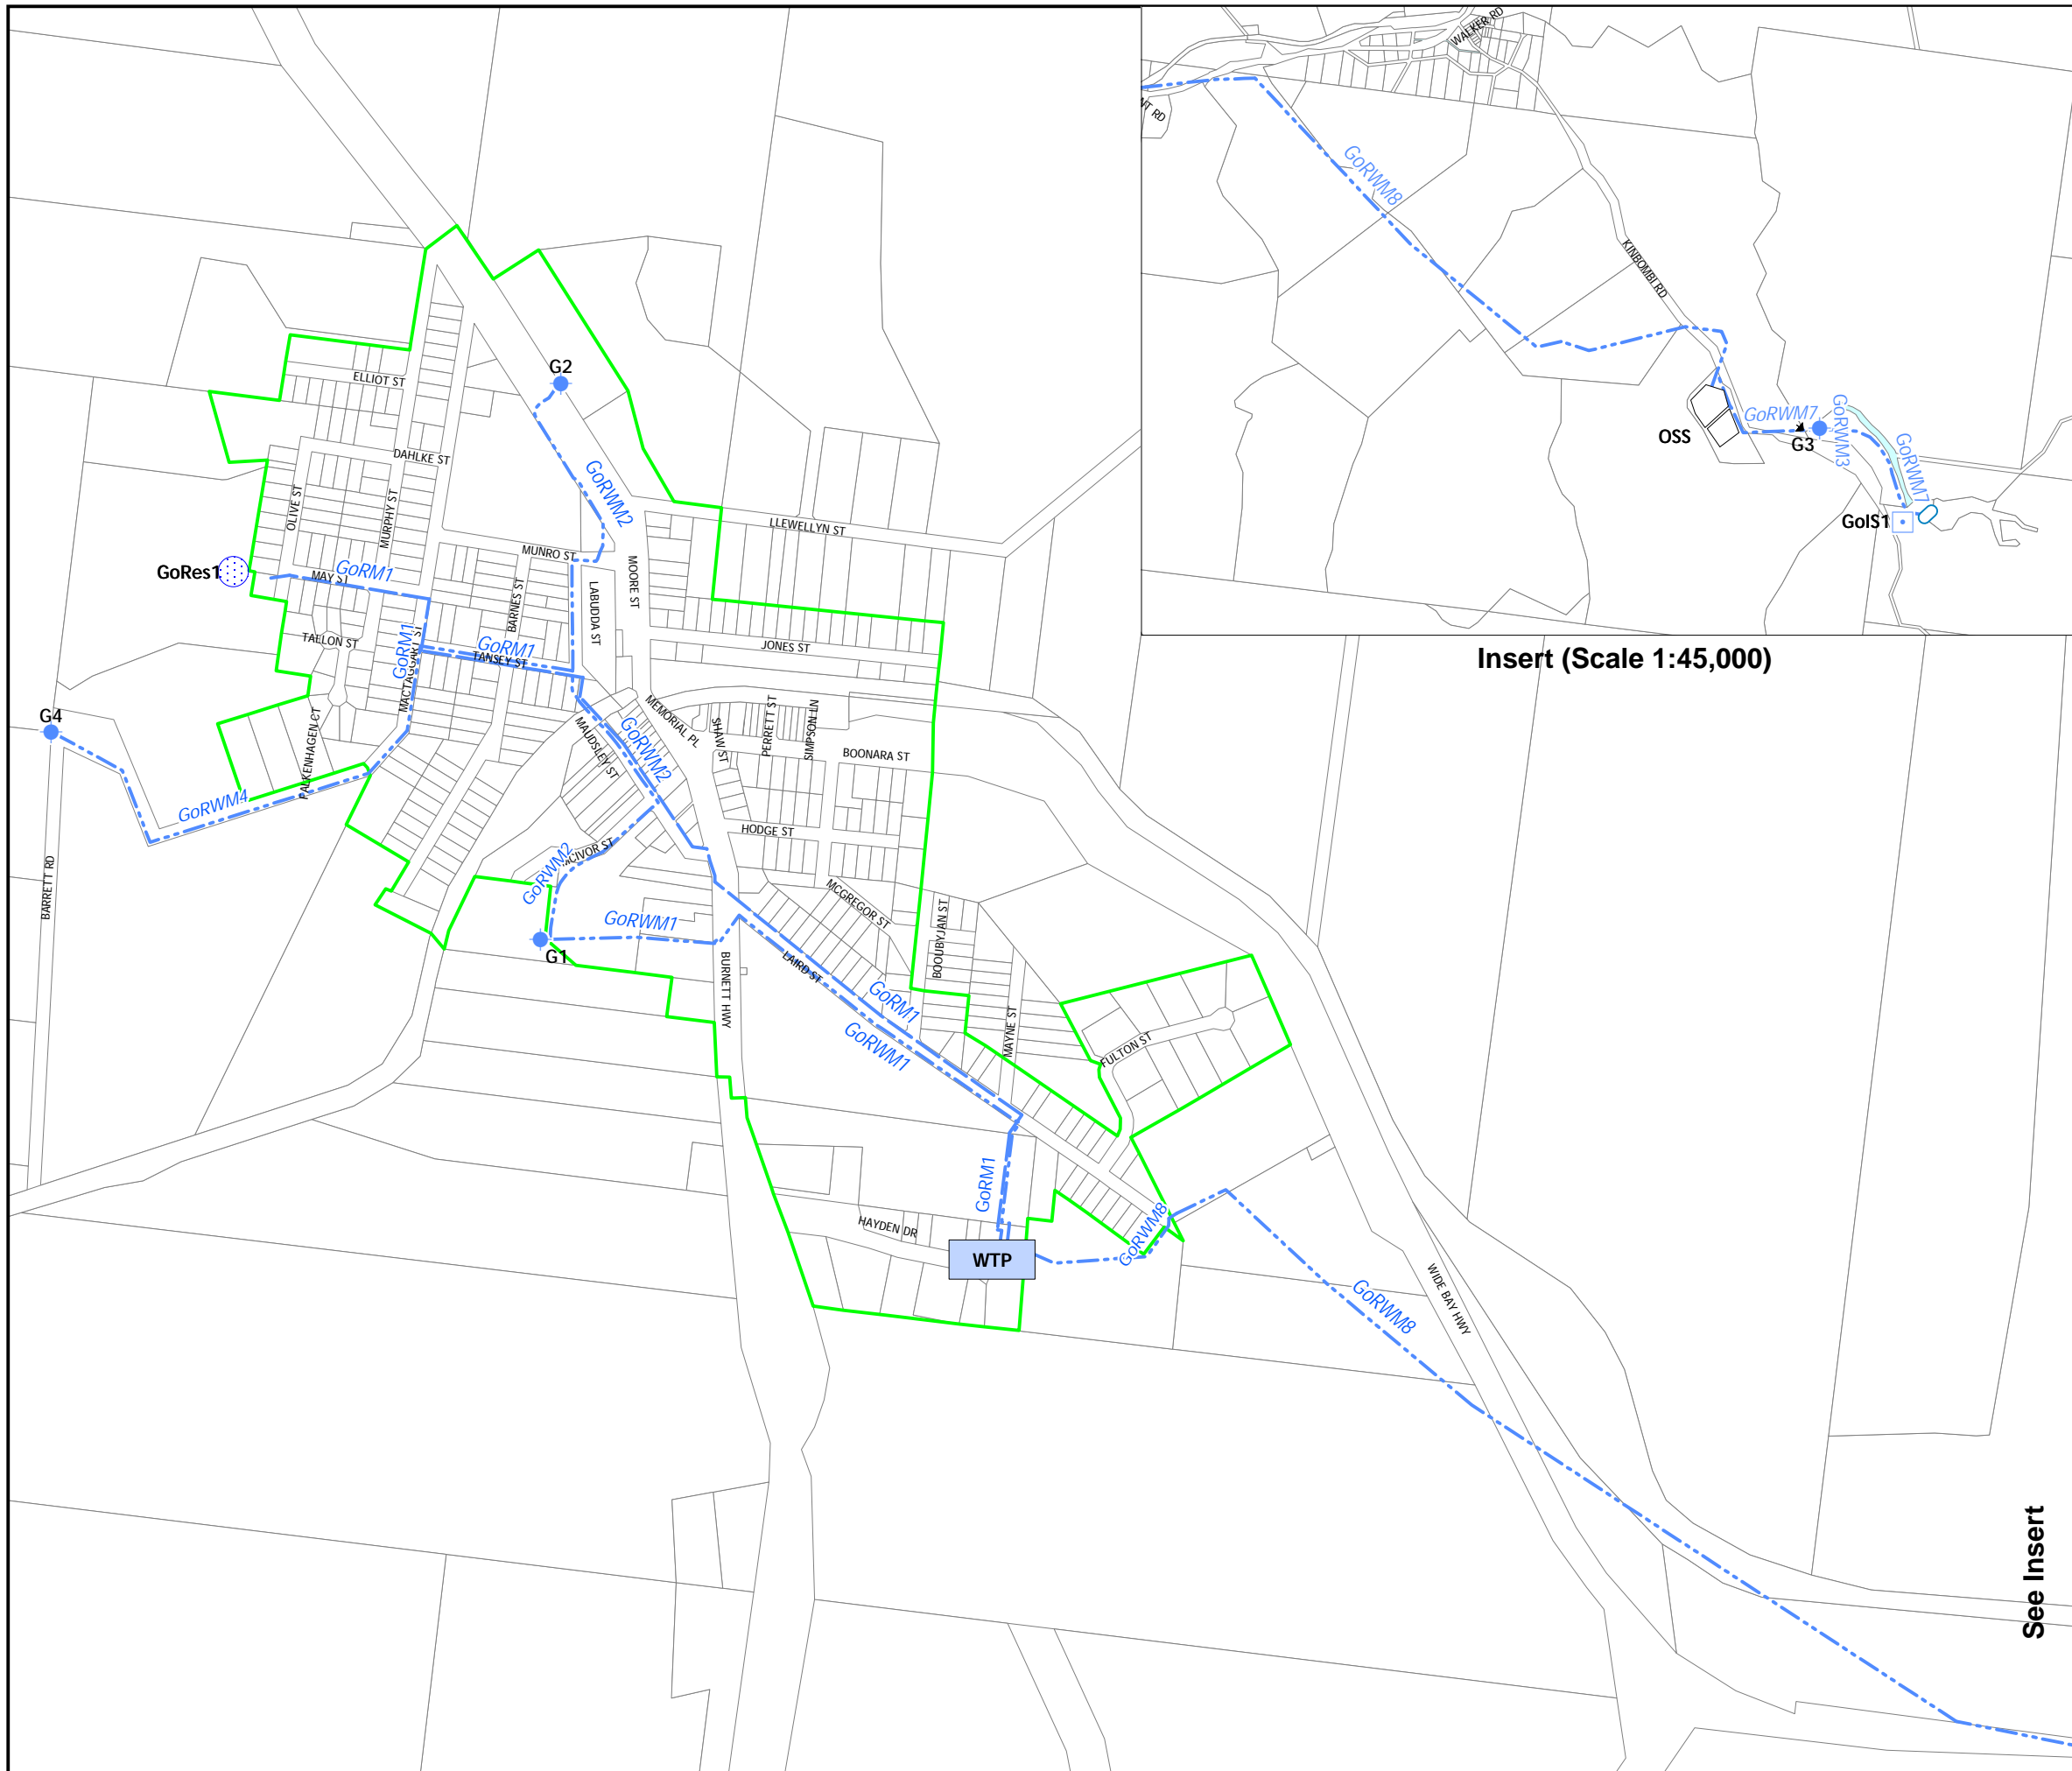 WALKER RD
NT RD
GoRWM8
KINBOMBI RD
OSS
GoRWM7
G3
GoRWM3
GoRWM7
GoIS1
Insert (Scale 1:45,000)
G2
ELLIOT ST
DAHLKE ST
GoRWM2
OLIVE ST
MURPHY ST
LLEWELLYN ST
MUNRO ST
GoRes1
MAY ST
GoRM1
BARNES ST
LABUDDA ST
MOORE ST
TALLON ST
GoRM1
MACTAGGART ST
GoRM1
TANSEY ST
JONES ST
G4
PALKENHAGEN CT
MAUDSLEY ST
GoRWM2
MEMORIAL PL
SHAW ST
PERRETT ST
SIMPSON LN
BOONARA ST
GoRWM4
HODGE ST
MCIVOR ST
GoRWM2
BARRETT RD
MCGREGOR ST
GoRWM1
G1
BOOUBYJAN ST
BURNETT HWY
LAIRD ST
GoRM1
GoRWM1
MAYNE ST
FULTON ST
GoRM1
HAYDEN DR
WTP
GoRWM8
GoRWM8
WIDE BAY HWY
See Insert